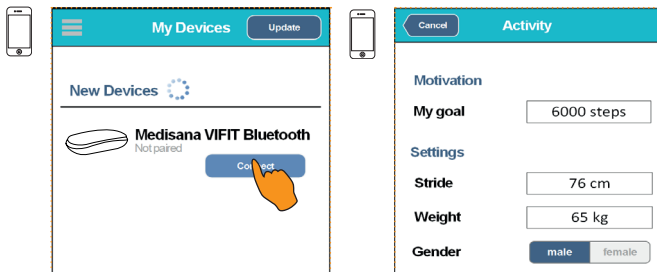 My Devices
Update
New Devices
Medisana VIFIT Bluetooth
Not paired
Connect
Cancel
Activity
Motivation
My goal 6000 steps
Settings
Stride 76 cm
Weight 65 kg
Gender male female